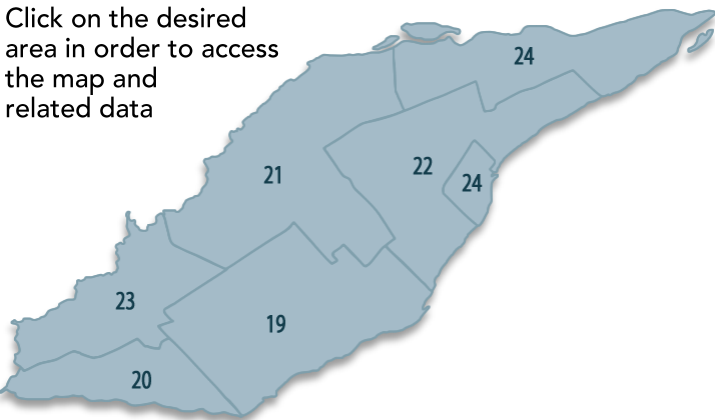 Click on the desired
area in order to access
the map and
related data
24
21
22
24
23
19
20